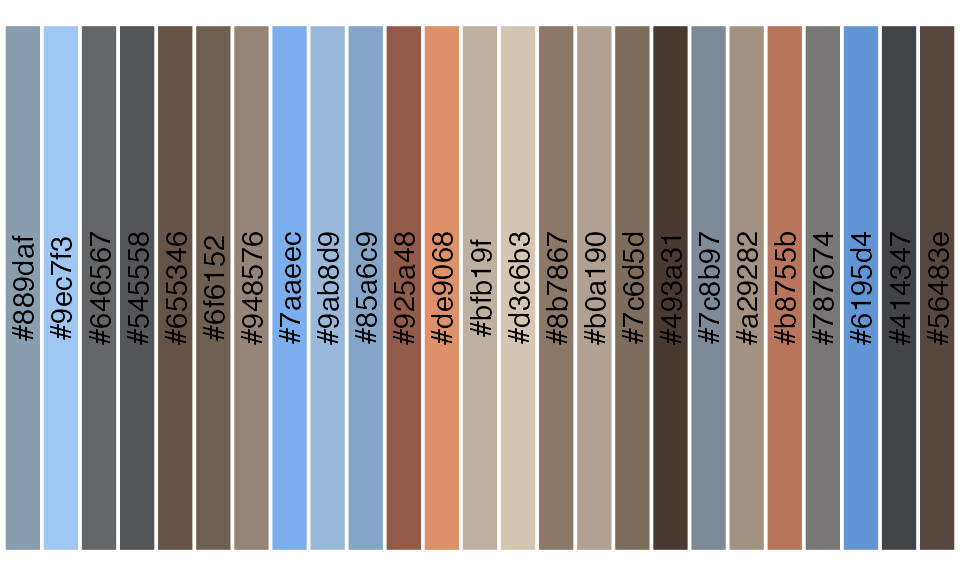 #889daf
#9ec7f3
#646567
#545558
#655346
#6f6152
#948576
#7aaeec
#9ab8d9
#85a6c9
#925a48
#de9068
#bfb19f
#d3c6b3
#8b7867
#b0a190
#7c6d5d
#493a31
#7c8b97
#a29282
#b8755b
#787674
#6195d4
#414347
#56483e